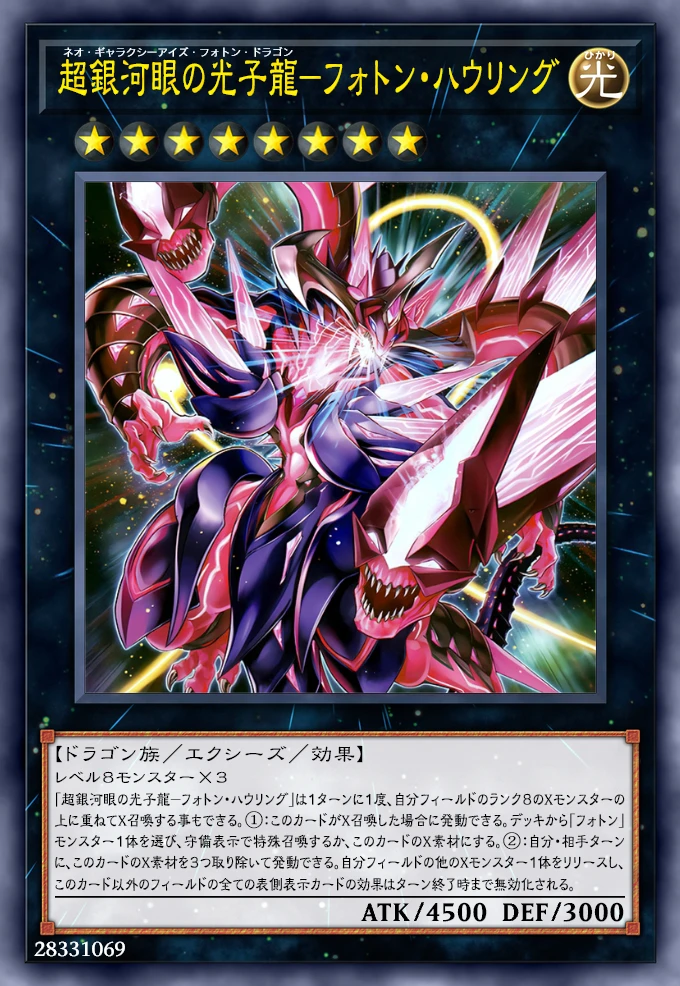 ネオ・ギャラクシーアイズ・フォトン・ドラゴン
超銀河眼の光子龍－フォトン・ハウリング
ひかり
光
【ドラゴン族／エクシーズ／効果】
レベル８モンスター×３
「超銀河眼の光子龍－フォトン・ハウリング」は1ターンに1度、自分フィールドのランク8のXモンスターの
上に重ねてX召喚する事もできる。①：このカードがX召喚した場合に発動できる。デッキから「フォトン」
モンスター1体を選び、守備表示で特殊召喚するか、このカードのX素材にする。②：自分・相手ターン
に、このカードのX素材を3つ取り除いて発動できる。自分フィールドの他のXモンスター1体をリリースし、
このカード以外のフィールドの全ての表側表示カードの効果はターン終了時まで無効化される。
ATK/4500 DEF/3000
28331069